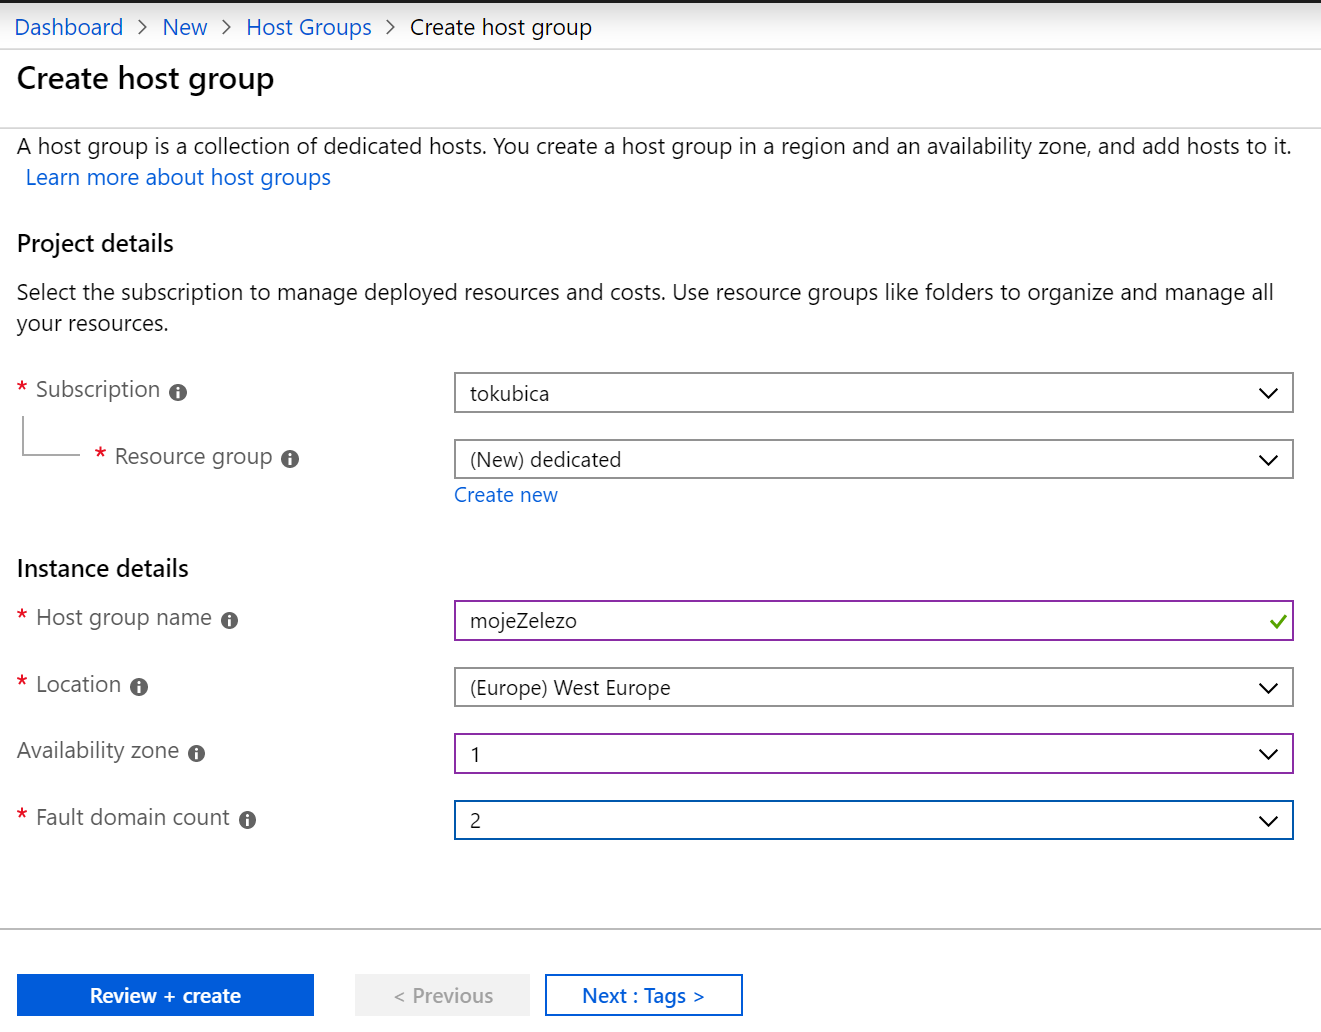 Dashboard > New > Host Groups > Create host group
Create host group
A host group is a collection of dedicated hosts. You create a host group in a region and an availability zone, and add hosts to it.
Learn more about host groups
Project details
Select the subscription to manage deployed resources and costs. Use resource groups like folders to organize and manage all
your resources.
* Subscription
tokubica
* Resource group
(New) dedicated
Create new
Instance details
* Host group name
mojeZelezo
* Location
(Europe) West Europe
Availability zone
1
* Fault domain count
2
Review + create
< Previous
Next : Tags >